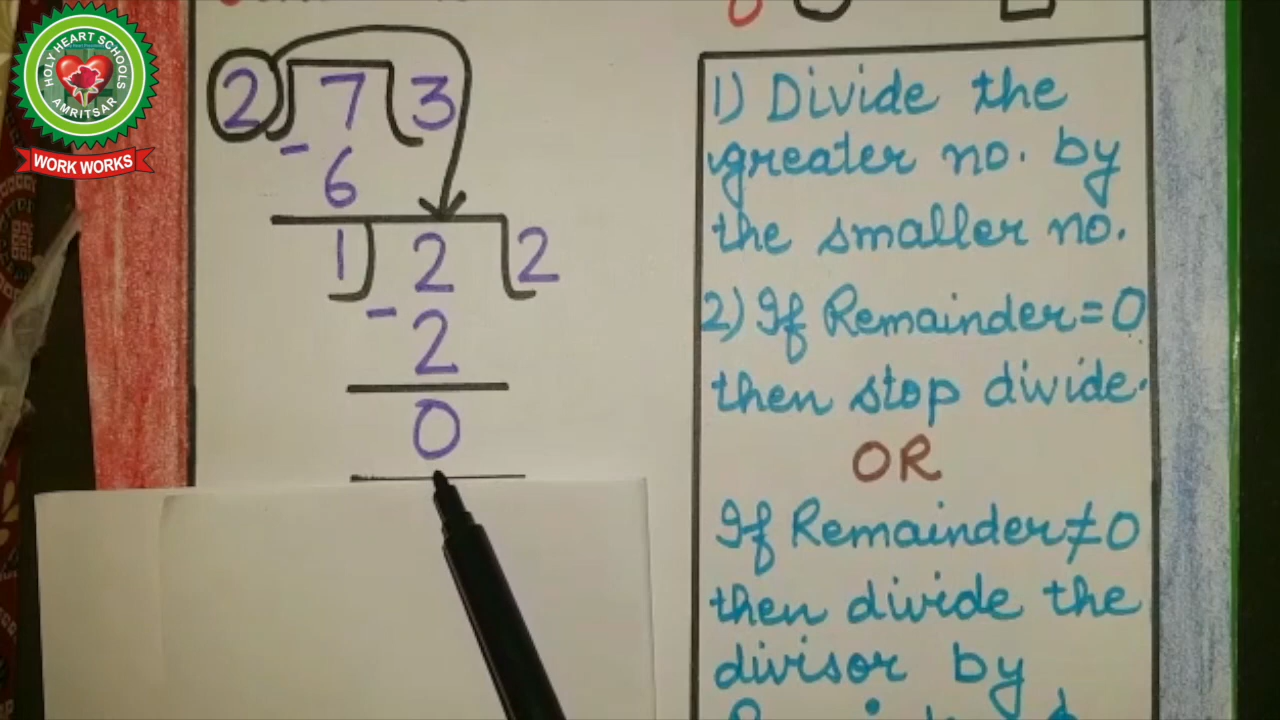 HOLY HEART SCHOOLS
AMRITSAR
WORK WORKS
2) 7 (3
- 6
1) 2 (2
- 2
0
1) Divide the
greater no. by
the smaller no.
2) If Remainder=0
then stop divide.
OR
If Remainder≠0
then divide the
divisor by